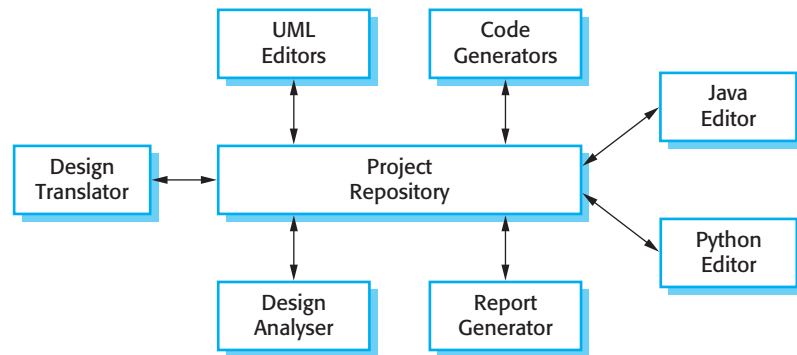 UML
Editors
Code
Generators
Java
Editor
Design
Translator
Project
Repository
Python
Editor
Design
Analyser
Report
Generator